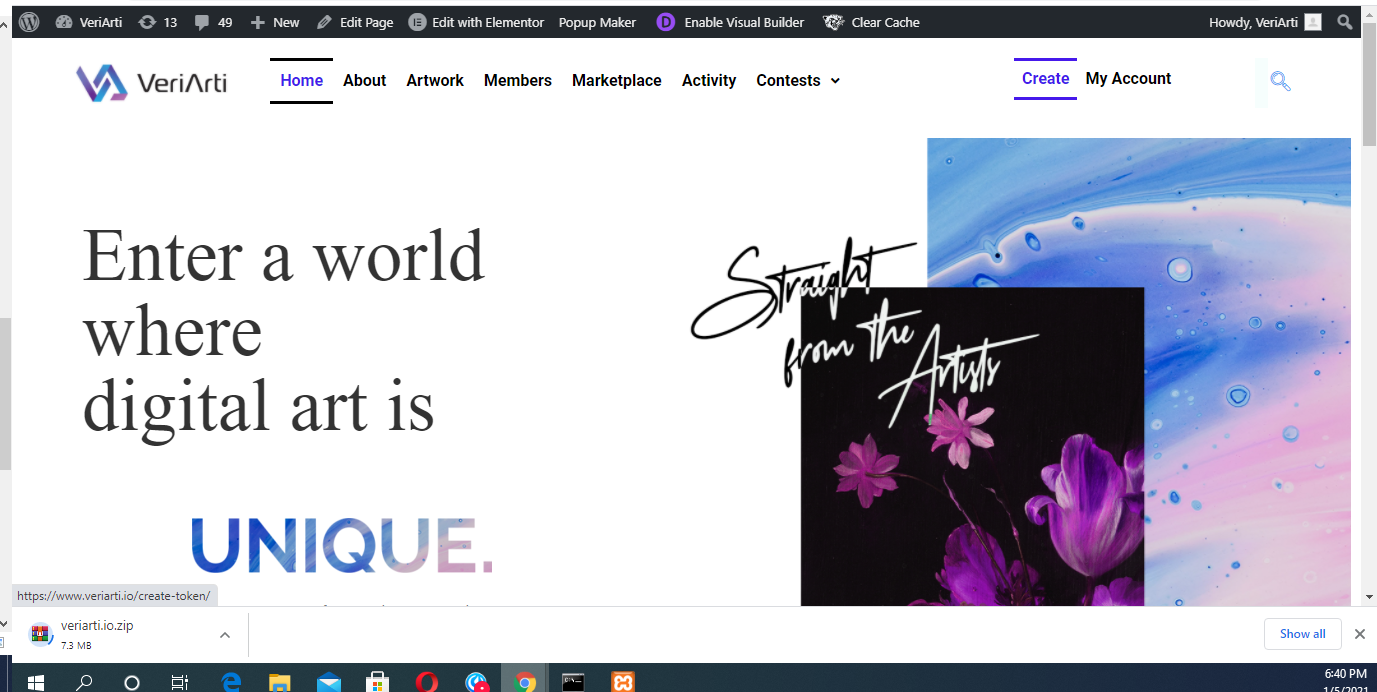 VeriArti 13 49 New Edit Page Edit with Elementor Popup Maker D Enable Visual Builder Clear Cache Howdy, VeriArti
VeriArti Home About Artwork Members Marketplace Activity Contests Create My Account
Enter a world
where
digital art is
Straight
from the
Artists
UNIQUE.
https://www.veriarti.io/create-token/
veriarti.io.zip
7.3 MB
Show all
6:40 PM
1/5/2021